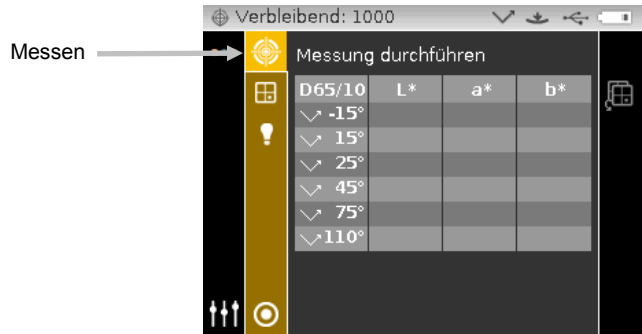 Verbleibend: 1000
Messen
Messung durchführen
D65/10 L* a* b*
-15°
15°
25°
45°
75°
110°